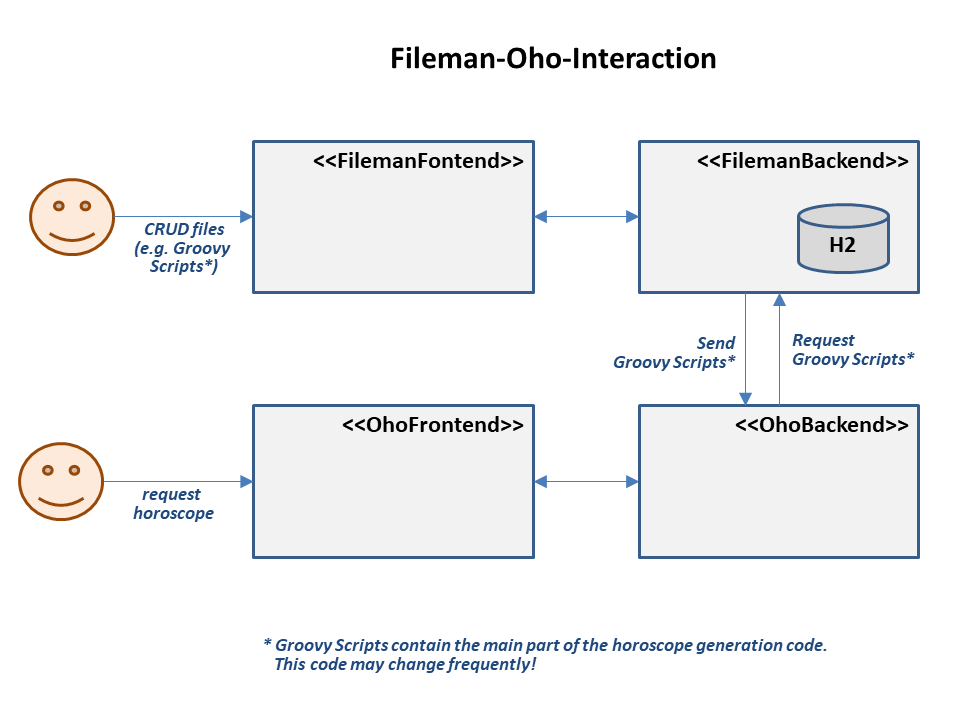 Fileman-Oho-Interaction
<<FilemanFontend>>
<<FilemanBackend>>
CRUD files
(e.g. Groovy
Scripts*)
H2
Send
Groovy Scripts*
Request
Groovy Scripts*
<<OhoFrontend>>
<<OhoBackend>>
request
horoscope
* Groovy Scripts contain the main part of the horoscope generation code.
This code may change frequently!